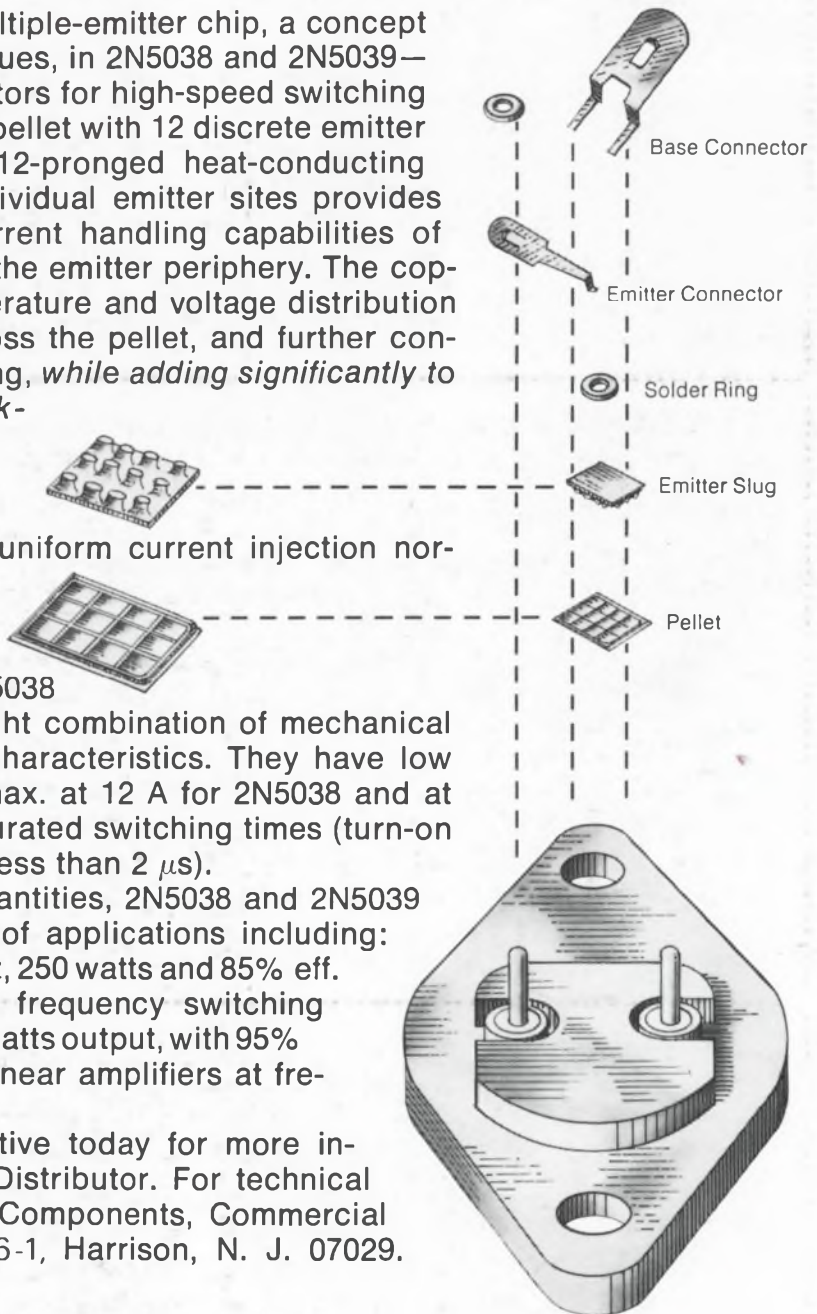 ltiple-emitter chip, a concept
ues, in 2N5038 and 2N5039—
tors for high-speed switching
pellet with 12 discrete emitter
12-pronged heat-conducting
ividual emitter sites provides
rrent handling capabilities of
the emitter periphery. The cop-
erature and voltage distribution
oss the pellet, and further con-
ng, while adding significantly to
k-
uniform current injection nor-
5038
ht combination of mechanical
haracteristics. They have low
nax. at 12 A for 2N5038 and at
urated switching times (turn-on
less than 2 μs).
antities, 2N5038 and 2N5039
of applications including:
t, 250 watts and 85% eff.
frequency switching
atts output, with 95%
near amplifiers at fre-
tive today for more in-
Distributor. For technical
Components, Commercial
6-1, Harrison, N. J. 07029.
Base Connector
Emitter Connector
Solder Ring
Emitter Slug
Pellet